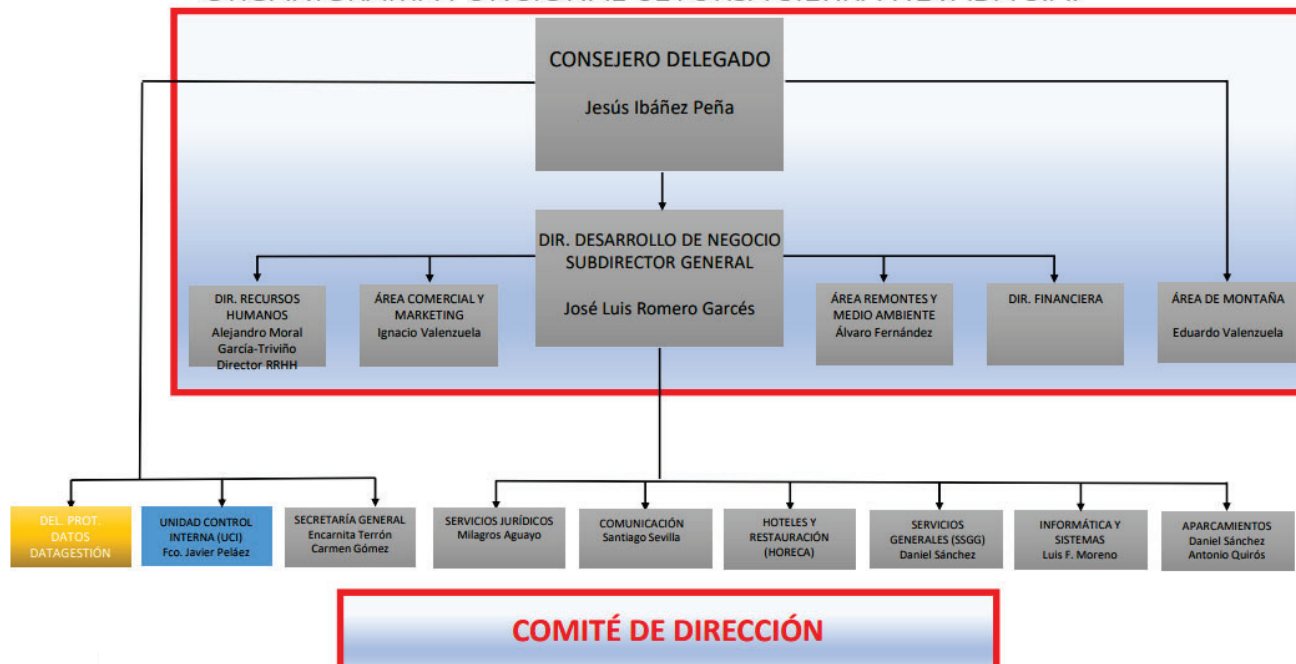 CONSEJERO DELEGADO
Jesús Ibáñez Peña
DIR. DESARROLLO DE NEGOCIO
SUBDIRECTOR GENERAL
José Luis Romero Garcés
DIR. RECURSOS
HUMANOS
Alejandro Moral
García-Triviño
Director RRHH
ÁREA COMERCIAL Y
MARKETING
Ignacio Valenzuela
ÁREA REMONTES Y
MEDIO AMBIENTE
Álvaro Fernández
DIR. FINANCIERA
ÁREA DE MONTAÑA
Eduardo Valenzuela
DEL. PROT.
DATOS
DATAGESTIÓN
UNIDAD CONTROL
INTERNA (UCI)
Fco. Javier Peláez
SECRETARÍA GENERAL
Encarnita Terrón
Carmen Gómez
SERVICIOS JURÍDICOS
Milagros Aguayo
COMUNICACIÓN
Santiago Sevilla
HOTELES Y
RESTAURACIÓN
(HORECA)
SERVICIOS
GENERALES (SSGG)
Daniel Sánchez
INFORMÁTICA Y
SISTEMAS
Luis F. Moreno
APARCAMIENTOS
Daniel Sánchez
Antonio Quirós
COMITÉ DE DIRECCIÓN